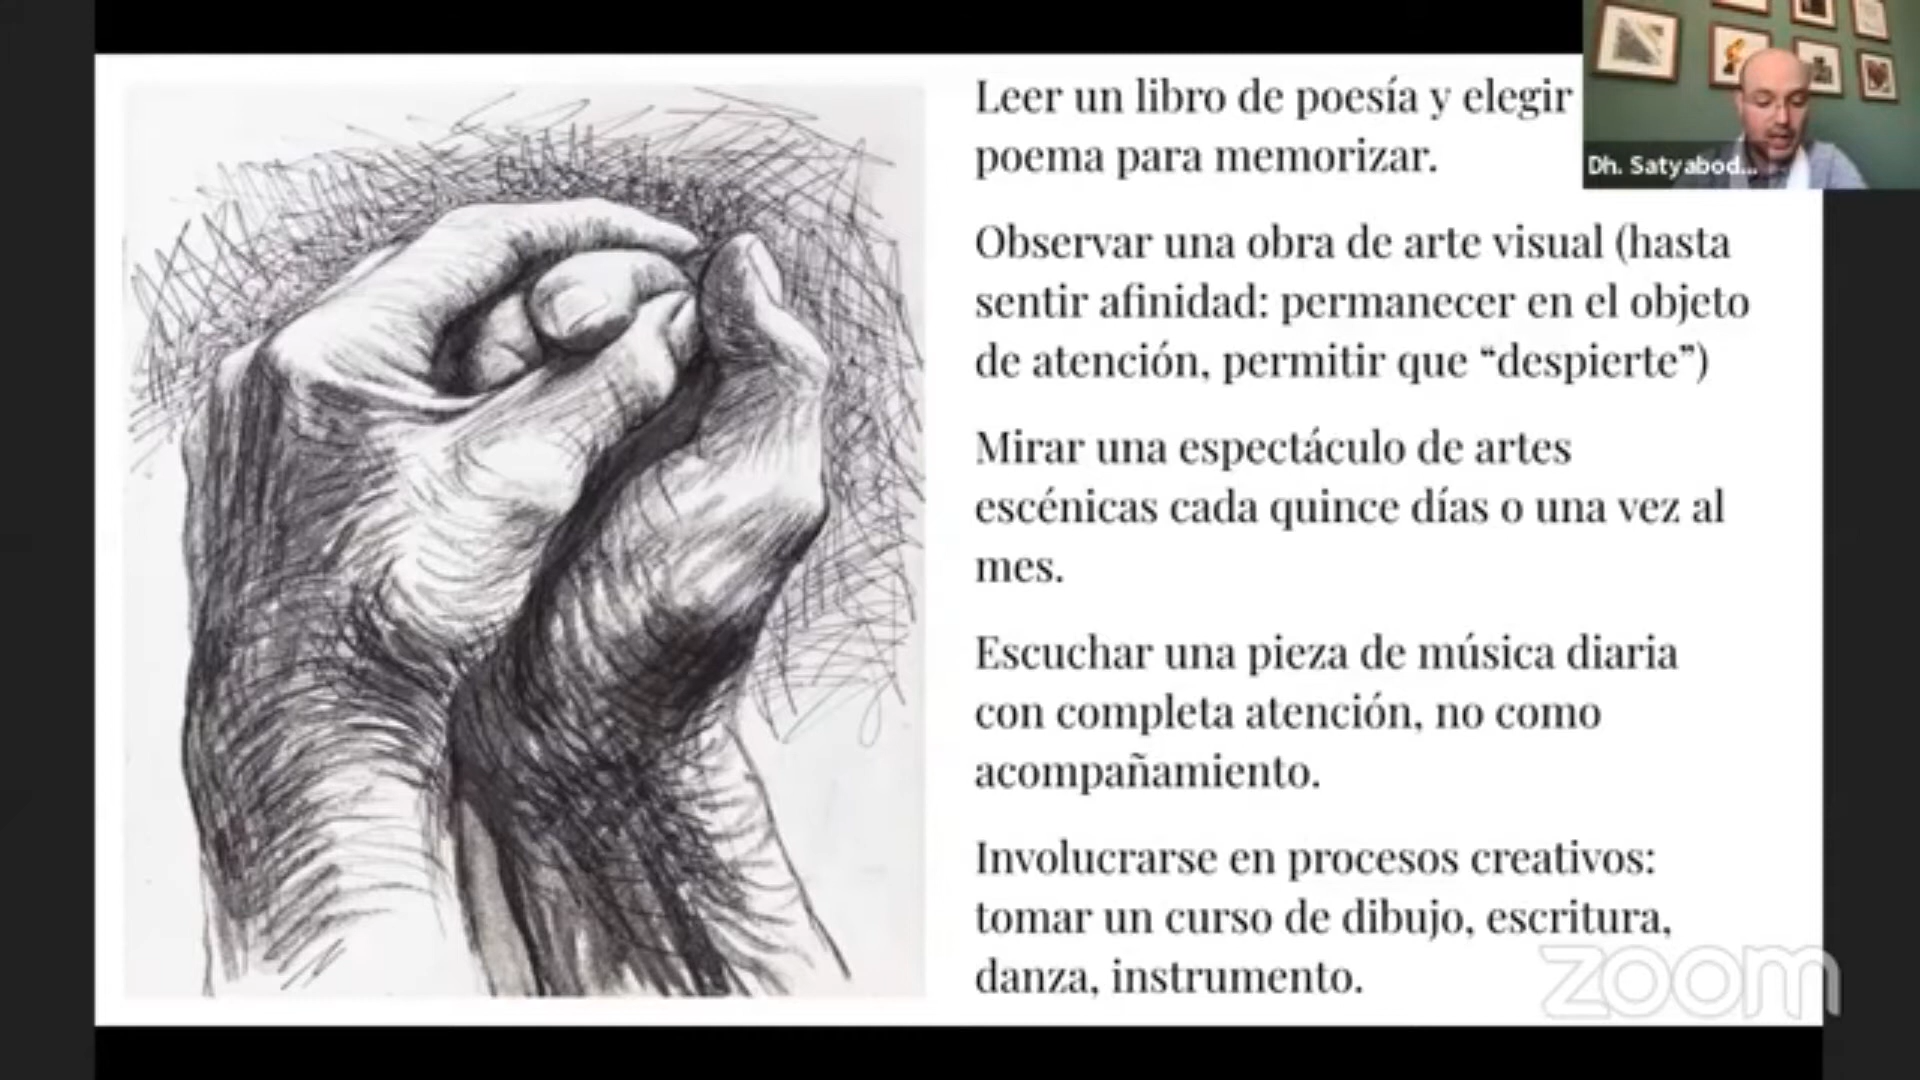 Leer un libro de poesía y elegir
poema para memorizar.
Observar una obra de arte visual (hasta
sentir afinidad: permanecer en el objeto
de atención, permitir que “despierte”)
Mirar una espectáculo de artes
escénicas cada quince días o una vez al
mes.
Escuchar una pieza de música diaria
con completa atención, no como
acompañamiento.
Involucrarse en procesos creativos:
tomar un curso de dibujo, escritura,
danza, instrumento.
Dh. Satyabod...
zoom